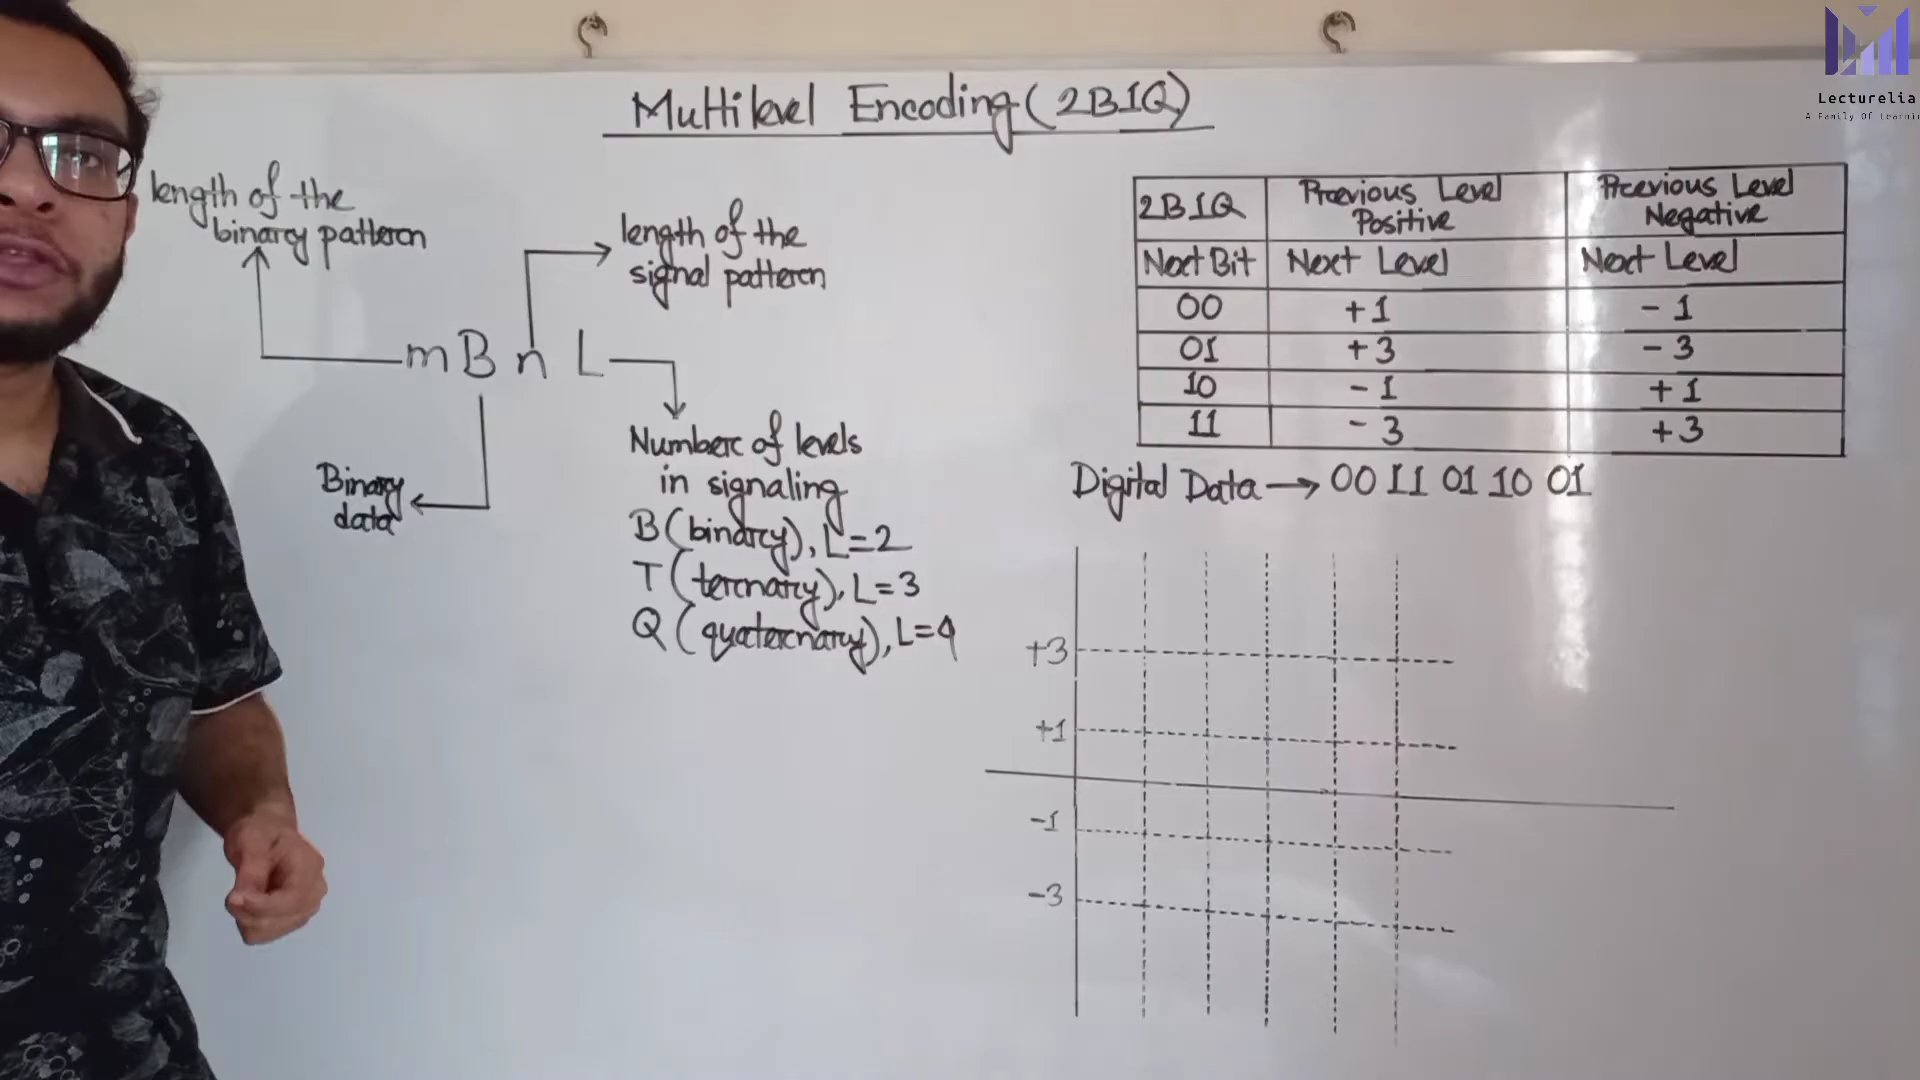 Multilevel Encoding (2B1Q)
length of the
binary pattern
length of the
signal pattern
m B n L
Binary
data
Number of levels
in signaling
B (binary), L=2
T (ternary), L=3
Q (quaternary), L=4
2B1Q Previous Level Positive Previous Level Negative
Next Bit Next Level Next Level
00 +1 -1
01 +3 -3
10 -1 +1
11 -3 +3
Digital Data → 00 11 01 10 01
+3
+1
-1
-3
Lecturelia
A Family Of Learnin